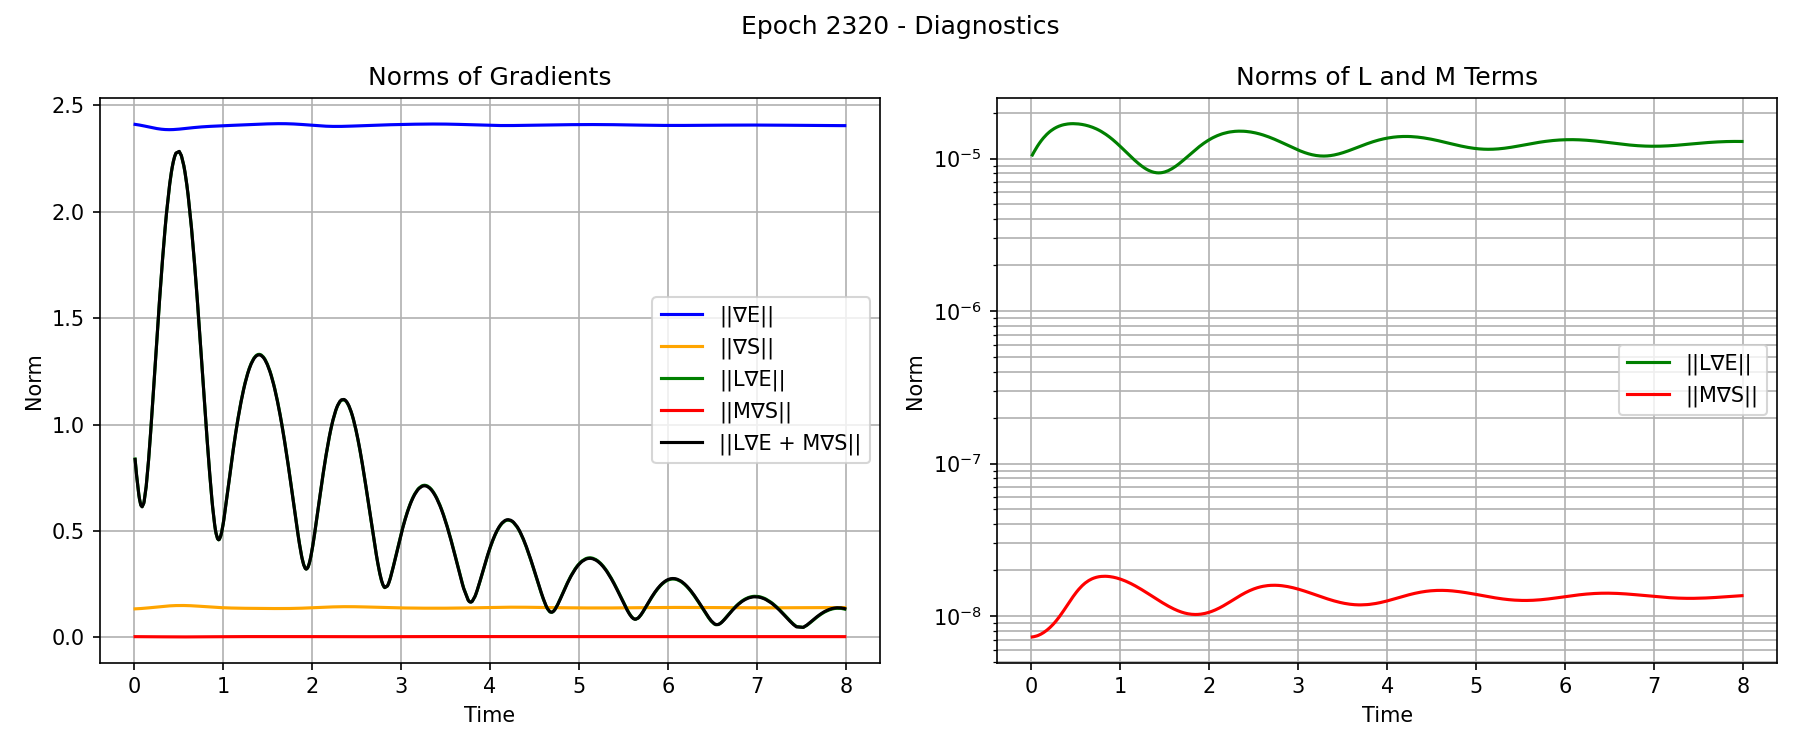 Epoch 2320 - Diagnostics
Norms of Gradients
2.5
2.0
1.5
1.0
0.5
0.0
Norm
||∇E||
||∇S||
||L∇E||
||M∇S||
||L∇E + M∇S||
0 1 2 3 4 5 6 7 8
Time
Norms of L and M Terms
10⁻⁵
10⁻⁶
10⁻⁷
10⁻⁸
Norm
||L∇E||
||M∇S||
0 1 2 3 4 5 6 7 8
Time